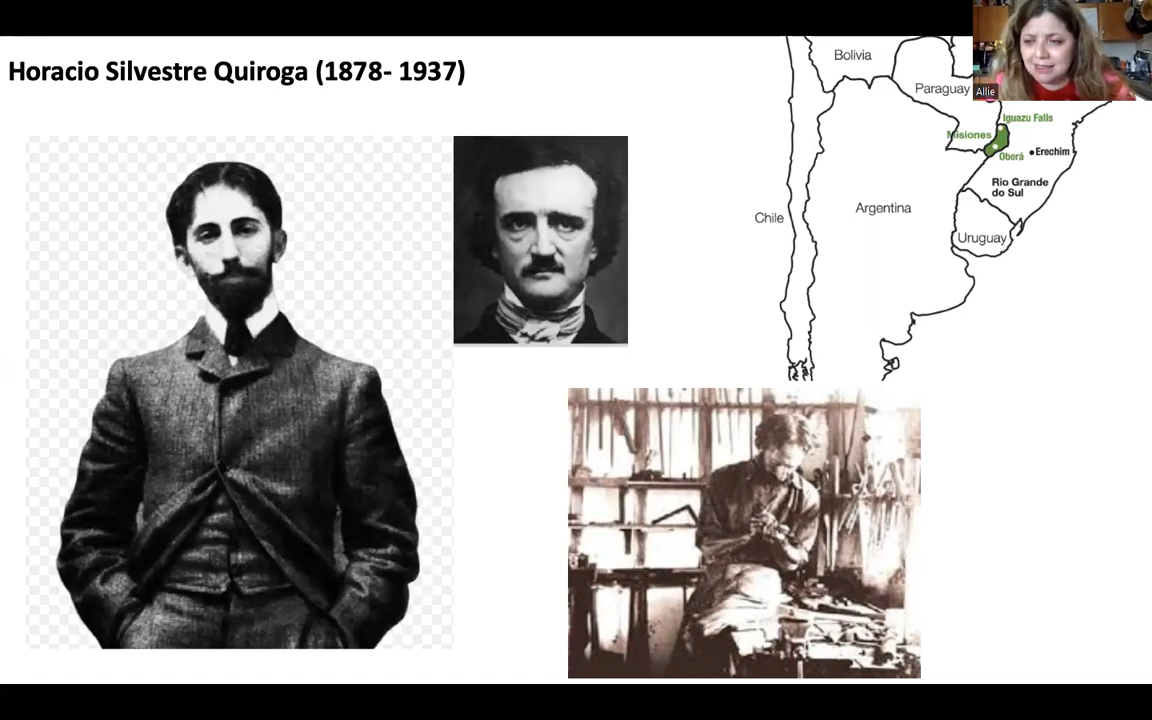 Horacio Silvestre Quiroga (1878- 1937)
Bolivia
Paraguay
Allie
Iguazu Falls
Misiones
Oberá
Erechim
Rio Grande
do Sul
Argentina
Chile
Uruguay